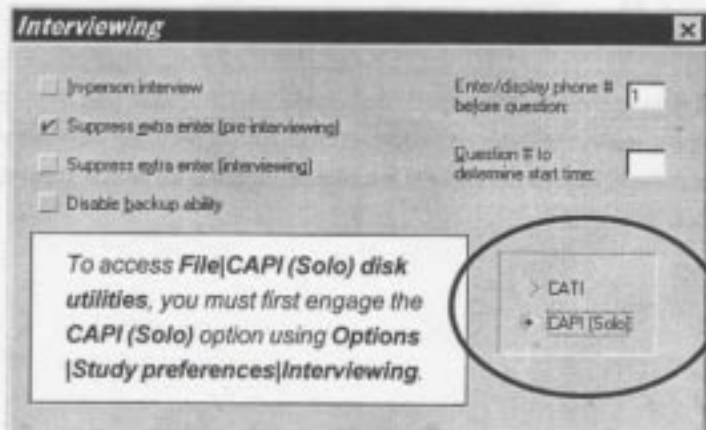 Interviewing
In-person interview
Suppress extra enter (pre-interviewing)
Suppress extra enter (interviewing)
Disable backup ability
Enter/display phone #
before question:
1
Question # to
determine start time:
To access File|CAPI (Solo) disk
utilities, you must first engage the
CAPI (Solo) option using Options
|Study preferences|Interviewing.
CATI
CAPI (Solo)